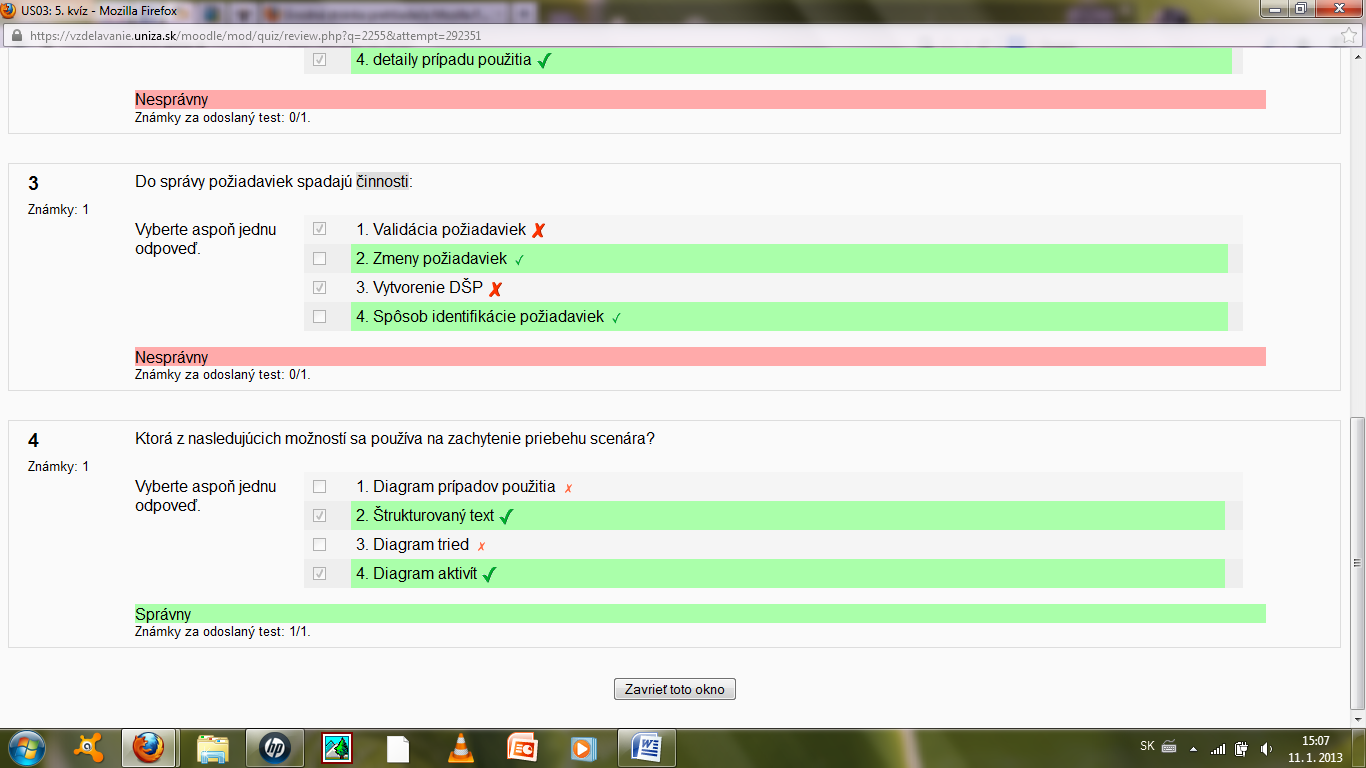 US03: 5. kvíz - Mozilla Firefox
https://vzdelavanie.uniza.sk/moodle/mod/quiz/review.php?q=2255&attempt=292351
4. detaily prípadu použitia
Nesprávny
Známky za odoslaný test: 0/1.
3
Známky: 1
Do správy požiadaviek spadajú činnosti:
Vyberte aspoň jednu
odpoveď.
1. Validácia požiadaviek
2. Zmeny požiadaviek
3. Vytvorenie DŠP
4. Spôsob identifikácie požiadaviek
Nesprávny
Známky za odoslaný test: 0/1.
4
Známky: 1
Ktorá z nasledujúcich možností sa používa na zachytenie priebehu scenára?
Vyberte aspoň jednu
odpoveď.
1. Diagram prípadov použitia
2. Štrukturovaný text
3. Diagram tried
4. Diagram aktivít
Správny
Známky za odoslaný test: 1/1.
Zavrieť toto okno
SK
15:07
11. 1. 2013